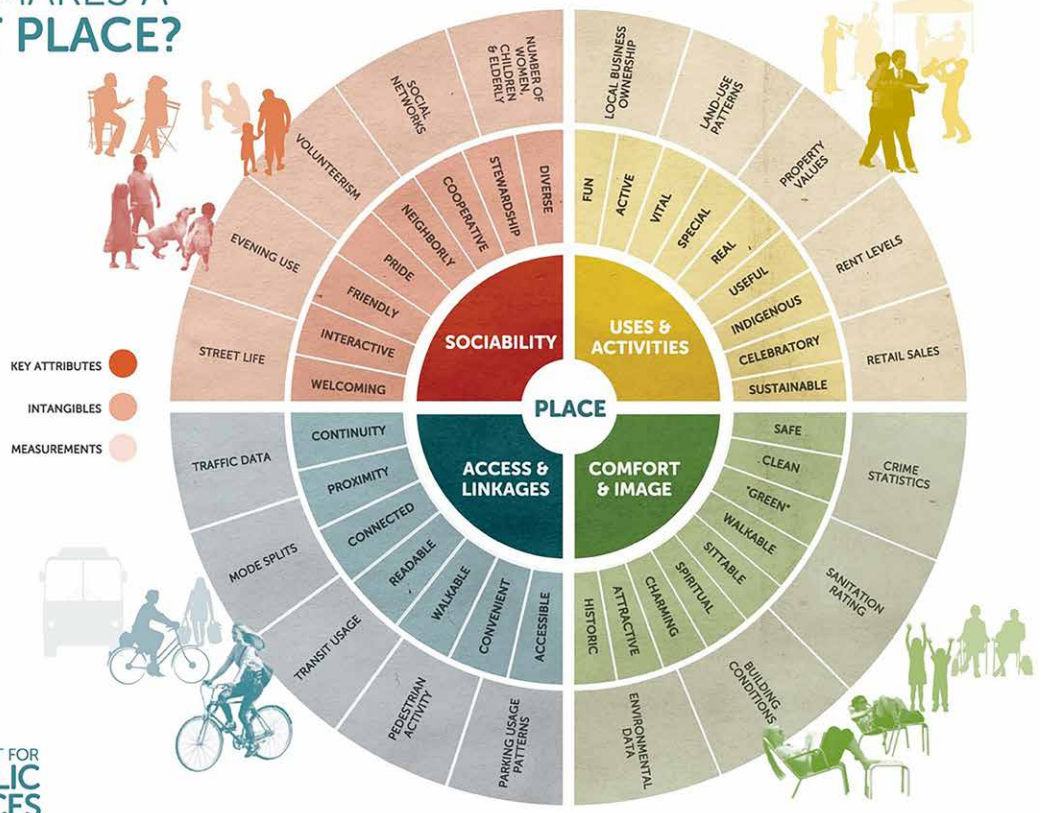 MAKES A
PLACE?
KEY ATTRIBUTES
INTANGIBLES
MEASUREMENTS
PLACE
SOCIABILITY
USES &
ACTIVITIES
ACCESS &
LINKAGES
COMFORT
& IMAGE
WELCOMING
INTERACTIVE
FRIENDLY
PRIDE
NEIGHBORLY
COOPERATIVE
STEWARDSHIP
DIVERSE
FUN
ACTIVE
VITAL
SPECIAL
REAL
USEFUL
INDIGENOUS
CELEBRATORY
SUSTAINABLE
SAFE
CLEAN
"GREEN"
WALKABLE
SITTABLE
SPIRITUAL
CHARMING
ATTRACTIVE
HISTORIC
ACCESSIBLE
CONVENIENT
WALKABLE
READABLE
CONNECTED
PROXIMITY
CONTINUITY
STREET LIFE
EVENING USE
VOLUNTEERISM
SOCIAL
NETWORKS
NUMBER OF
WOMEN,
CHILDREN
& ELDERLY
LOCAL BUSINESS
OWNERSHIP
LAND-USE
PATTERNS
PROPERTY
VALUES
RENT LEVELS
RETAIL SALES
CRIME
STATISTICS
SANITATION
RATING
BUILDING
CONDITIONS
ENVIRONMENTAL
DATA
PARKING USAGE
PATTERNS
PEDESTRIAN
ACTIVITY
TRANSIT USAGE
MODE SPLITS
TRAFFIC DATA
T FOR
LIC
CES